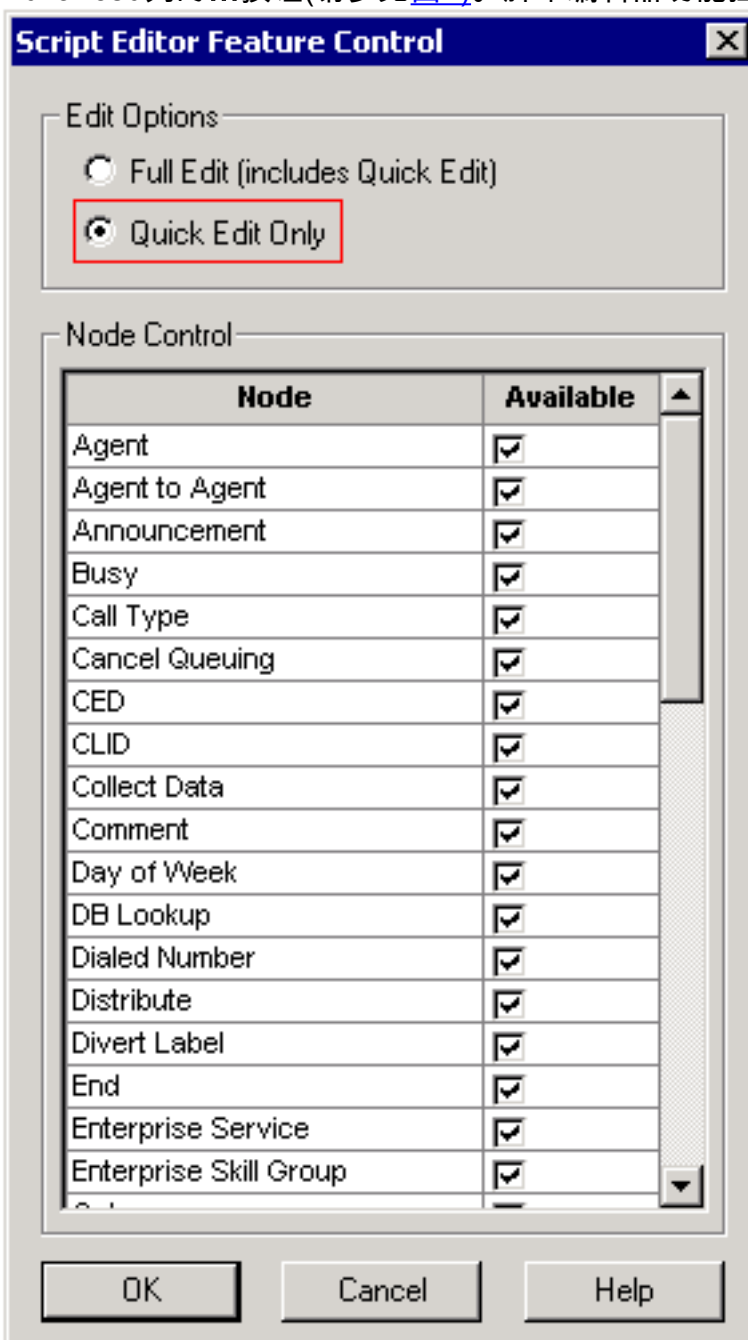 Script Editor Feature Control
Edit Options
Full Edit (includes Quick Edit)
Quick Edit Only
Node Control
Node Available
Agent
Agent to Agent
Announcement
Busy
Call Type
Cancel Queuing
CED
CLID
Collect Data
Comment
Day of Week
DB Lookup
Dialed Number
Distribute
Divert Label
End
Enterprise Service
Enterprise Skill Group
OK Cancel Help